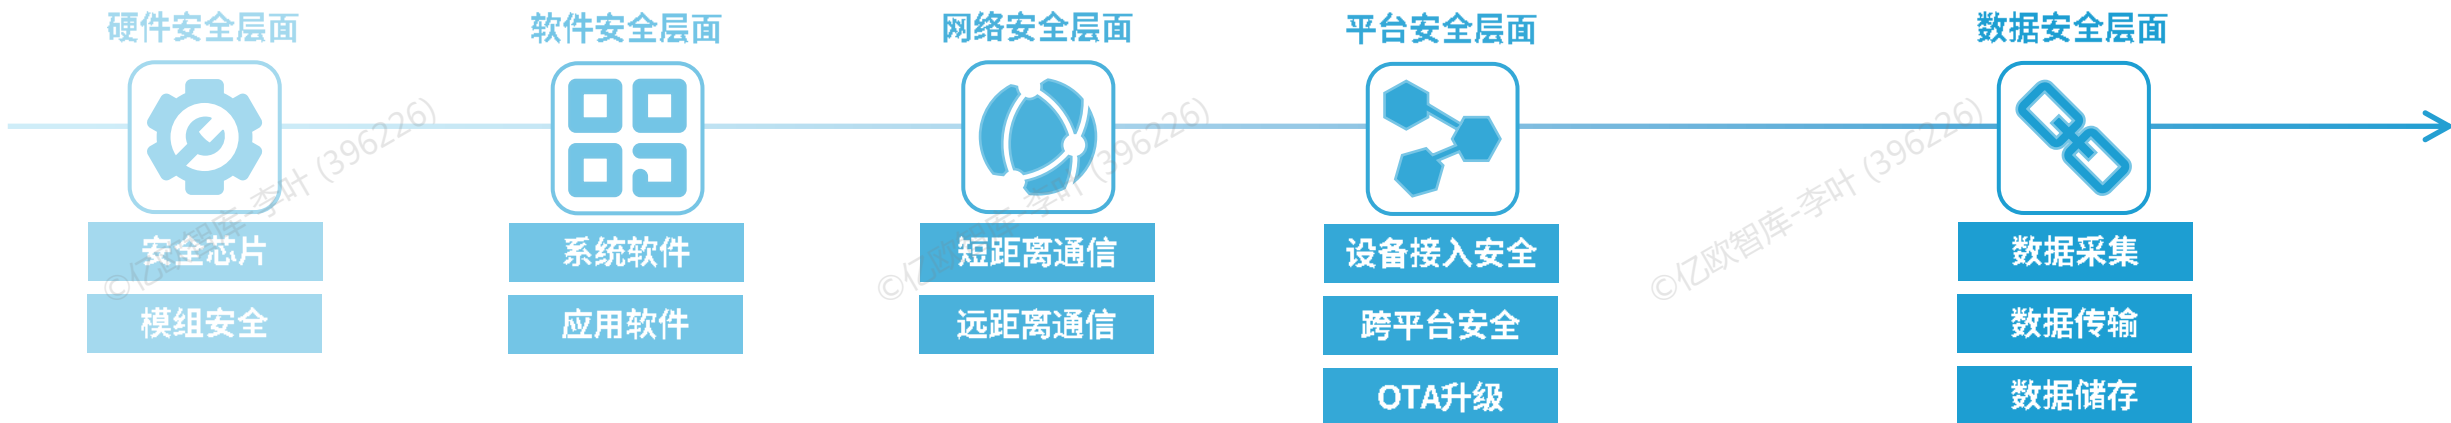 硬件安全层面
软件安全层面
网络安全层面
平台安全层面
数据安全层面
安全芯片
系统软件
短距离通信
设备接入安全
数据采集
模组安全
应用软件
远距离通信
跨平台安全
数据传输
OTA升级
数据储存
©亿欧智库-李叶 (396226)
©亿欧智库-李叶 (396226)
©亿欧智库-李叶 (396226)